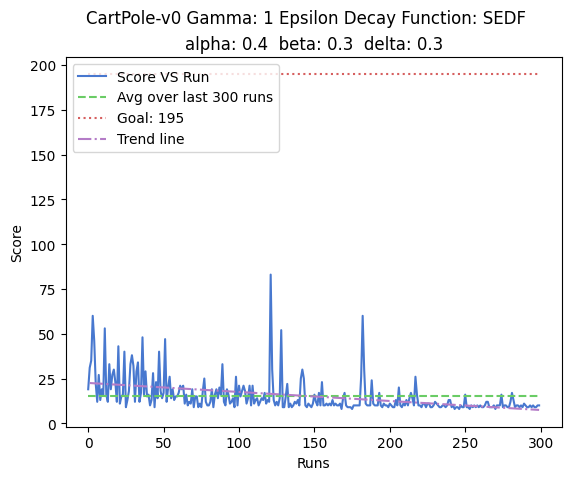 CartPole-v0 Gamma: 1 Epsilon Decay Function: SEDF
alpha: 0.4  beta: 0.3  delta: 0.3
Score VS Run
Avg over last 300 runs
Goal: 195
Trend line
Score
200
175
150
125
100
75
50
25
0
0
50
100
150
200
250
300
Runs